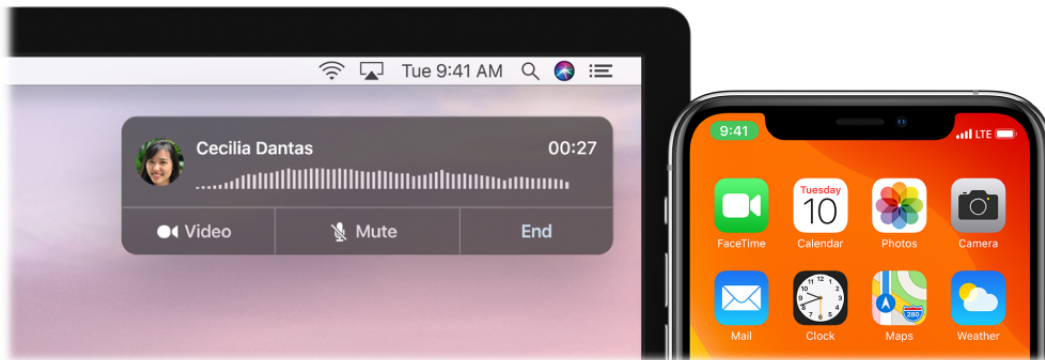 Tue 9:41 AM
Cecilia Dantas
00:27
Video
Mute
End
9:41
LTE
Tuesday
10
FaceTime
Calendar
Photos
Camera
280
Mail
Clock
Maps
Weather